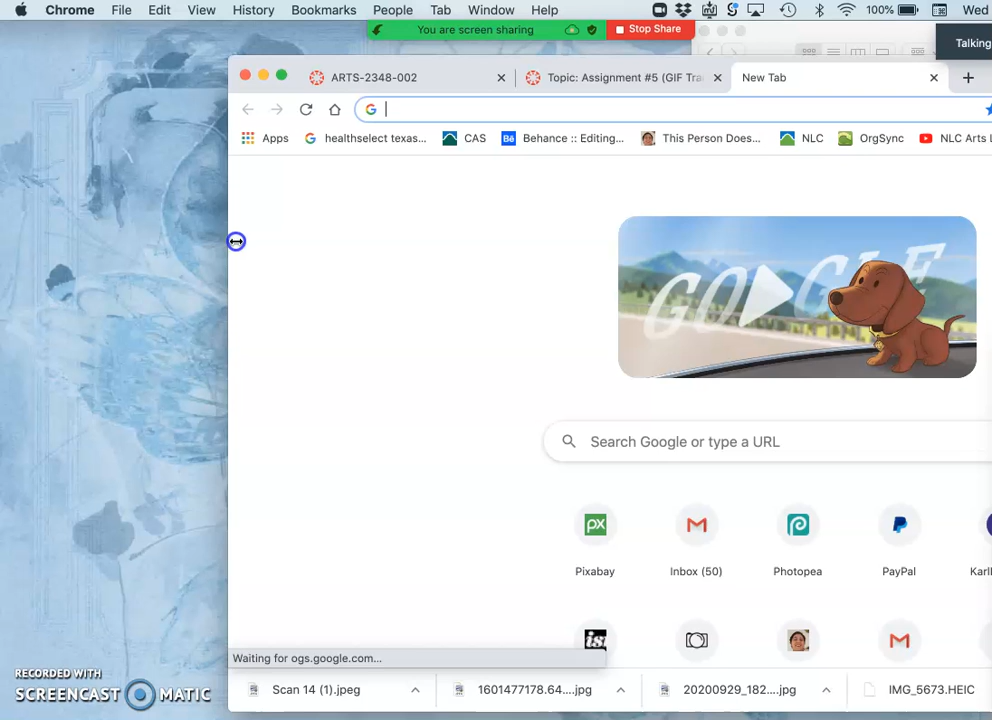 Chrome File Edit View History Bookmarks People Tab Window Help 100% Wed
You are screen sharing Stop Share
Talking
ARTS-2348-002 Topic: Assignment #5 (GIF Tra New Tab
Apps healthselect texas... CAS Behance :: Editing... This Person Does... NLC OrgSync NLC Arts L
GOOGLE
Search Google or type a URL
Pixabay Inbox (50) Photopea PayPal Karll
Waiting for ogs.google.com...
Scan 14 (1).jpeg 1601477178.64....jpg 20200929_182....jpg IMG_5673.HEIC
RECORDED WITH
SCREENCAST MATIC